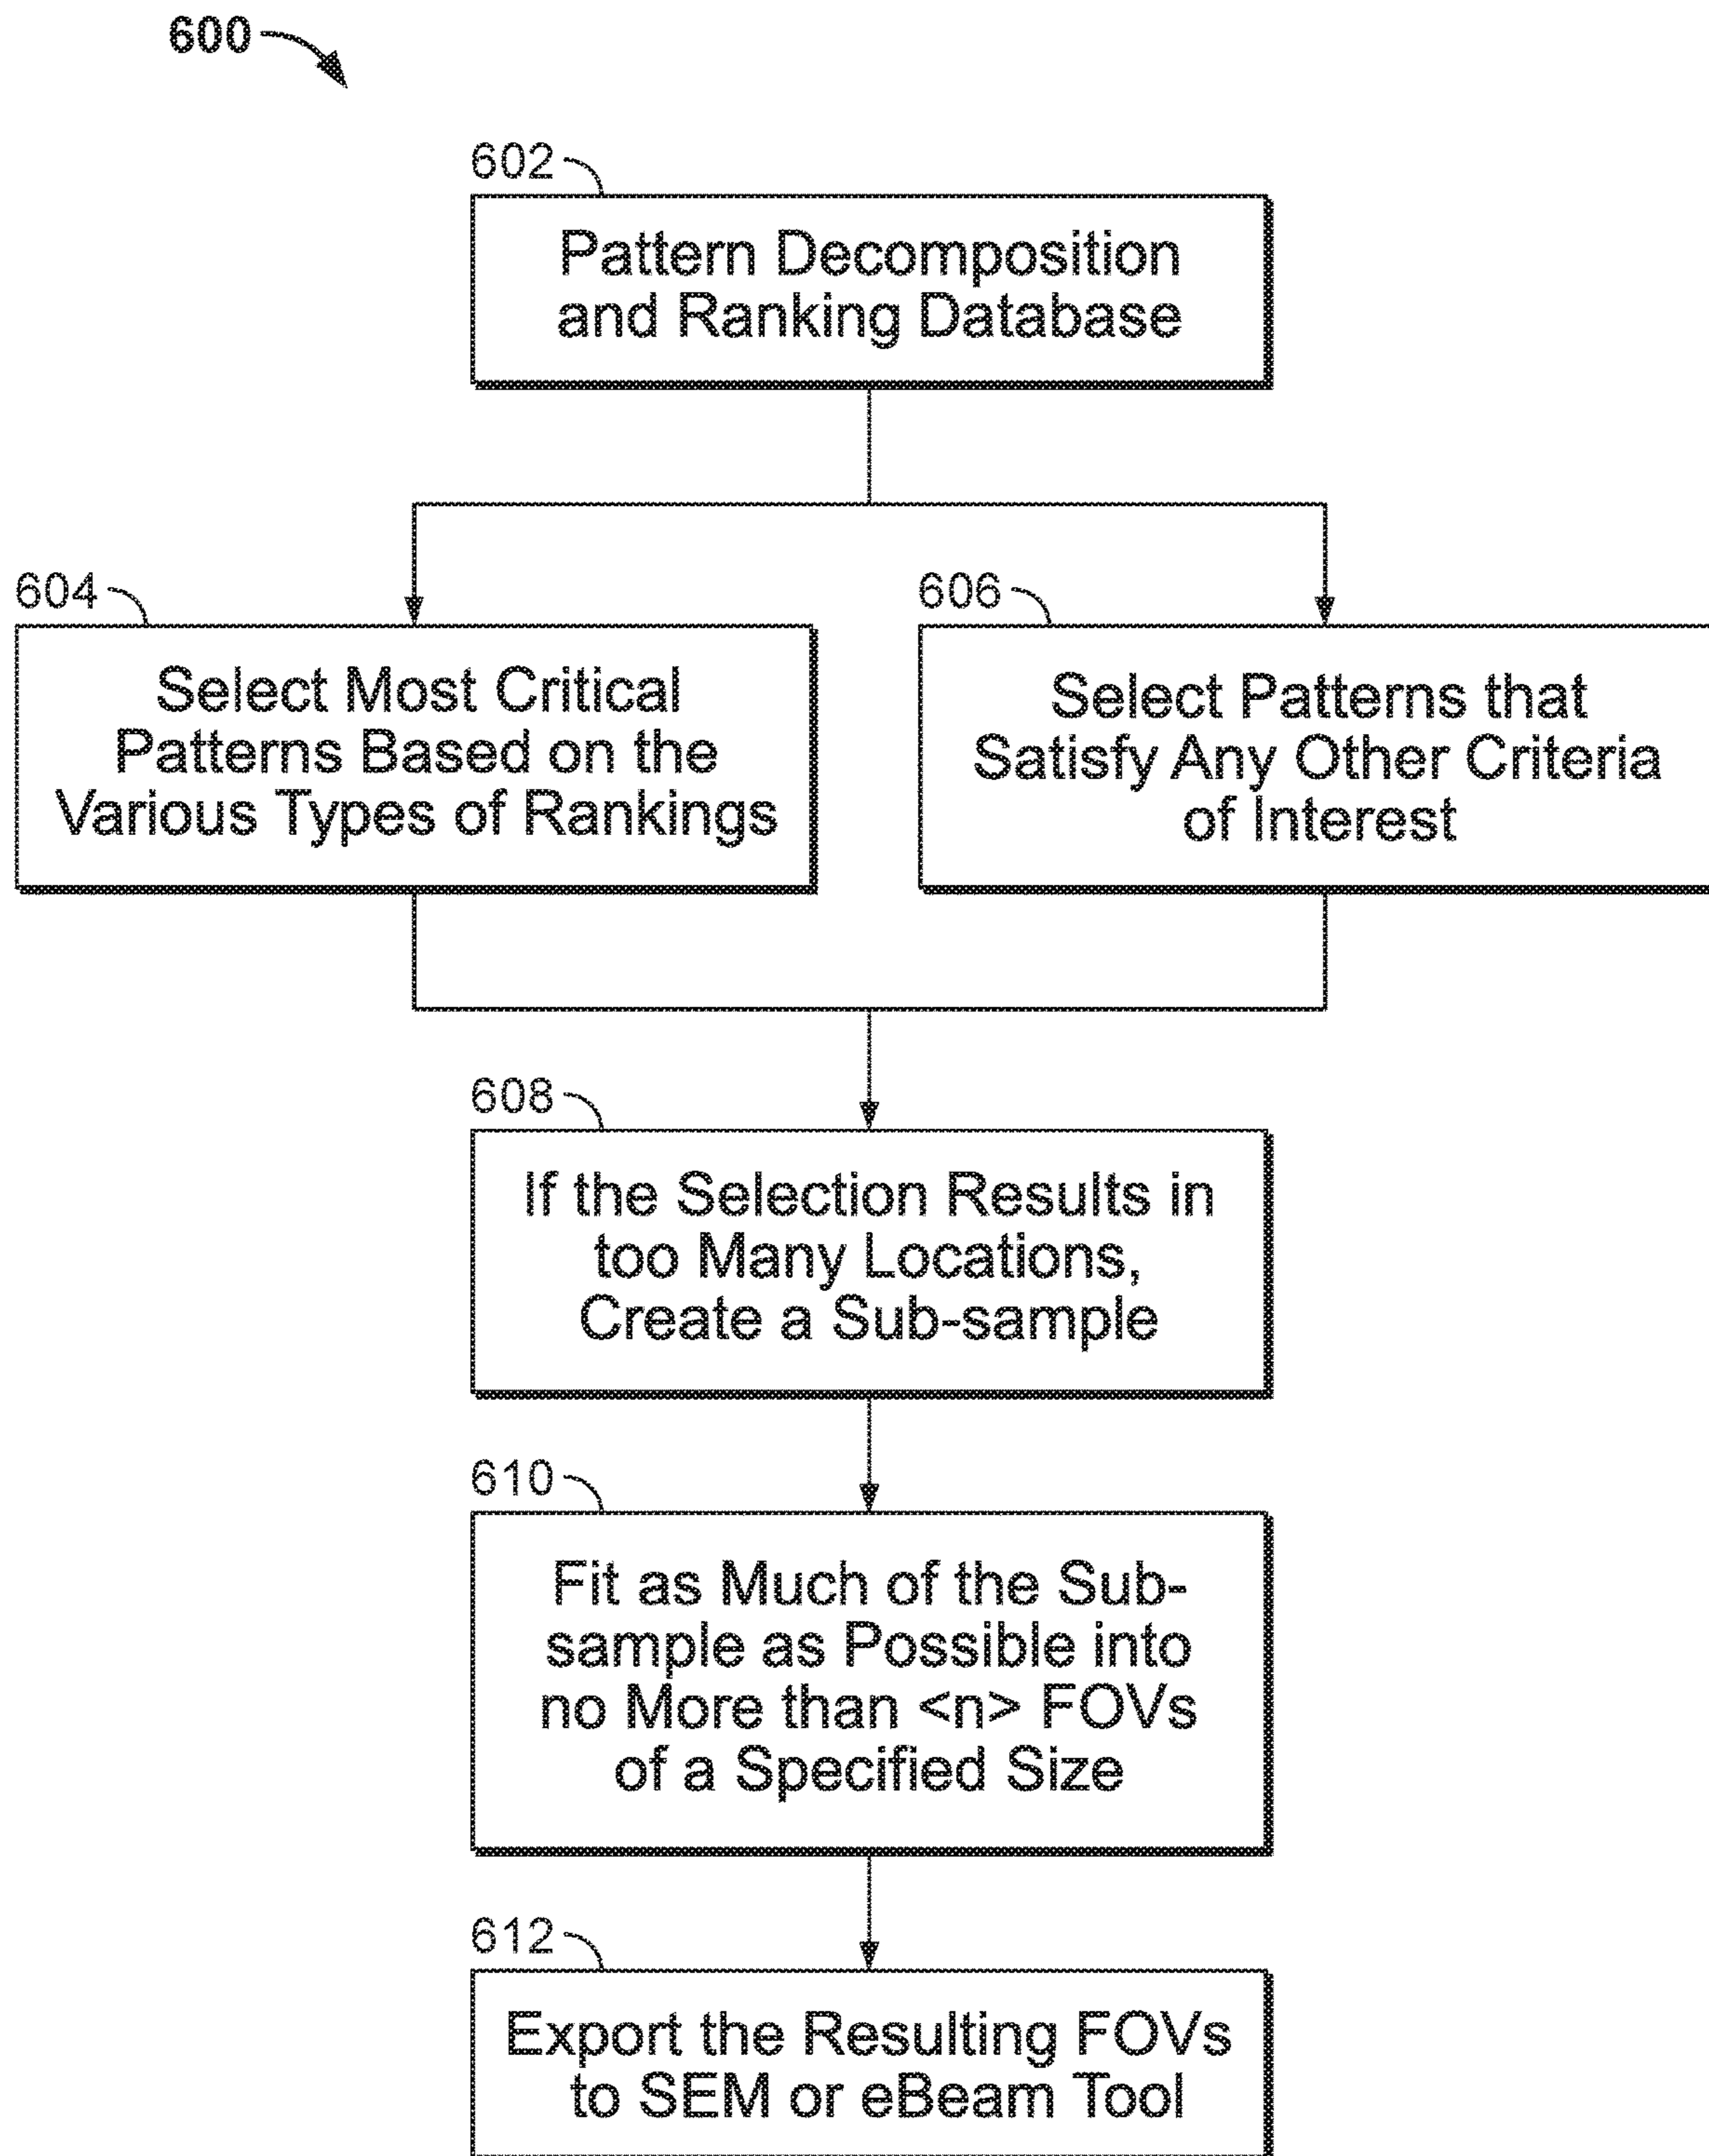 600
602
Pattern Decomposition
and Ranking Database
604
Select Most Critical
Patterns Based on the
Various Types of Rankings
606
Select Patterns that
Satisfy Any Other Criteria
of Interest
608
If the Selection Results in
too Many Locations,
Create a Sub-sample
610
Fit as Much of the Sub-
sample as Possible into
no More than <n> FOVs
of a Specified Size
612
Export the Resulting FOVs
to SEM or eBeam Tool